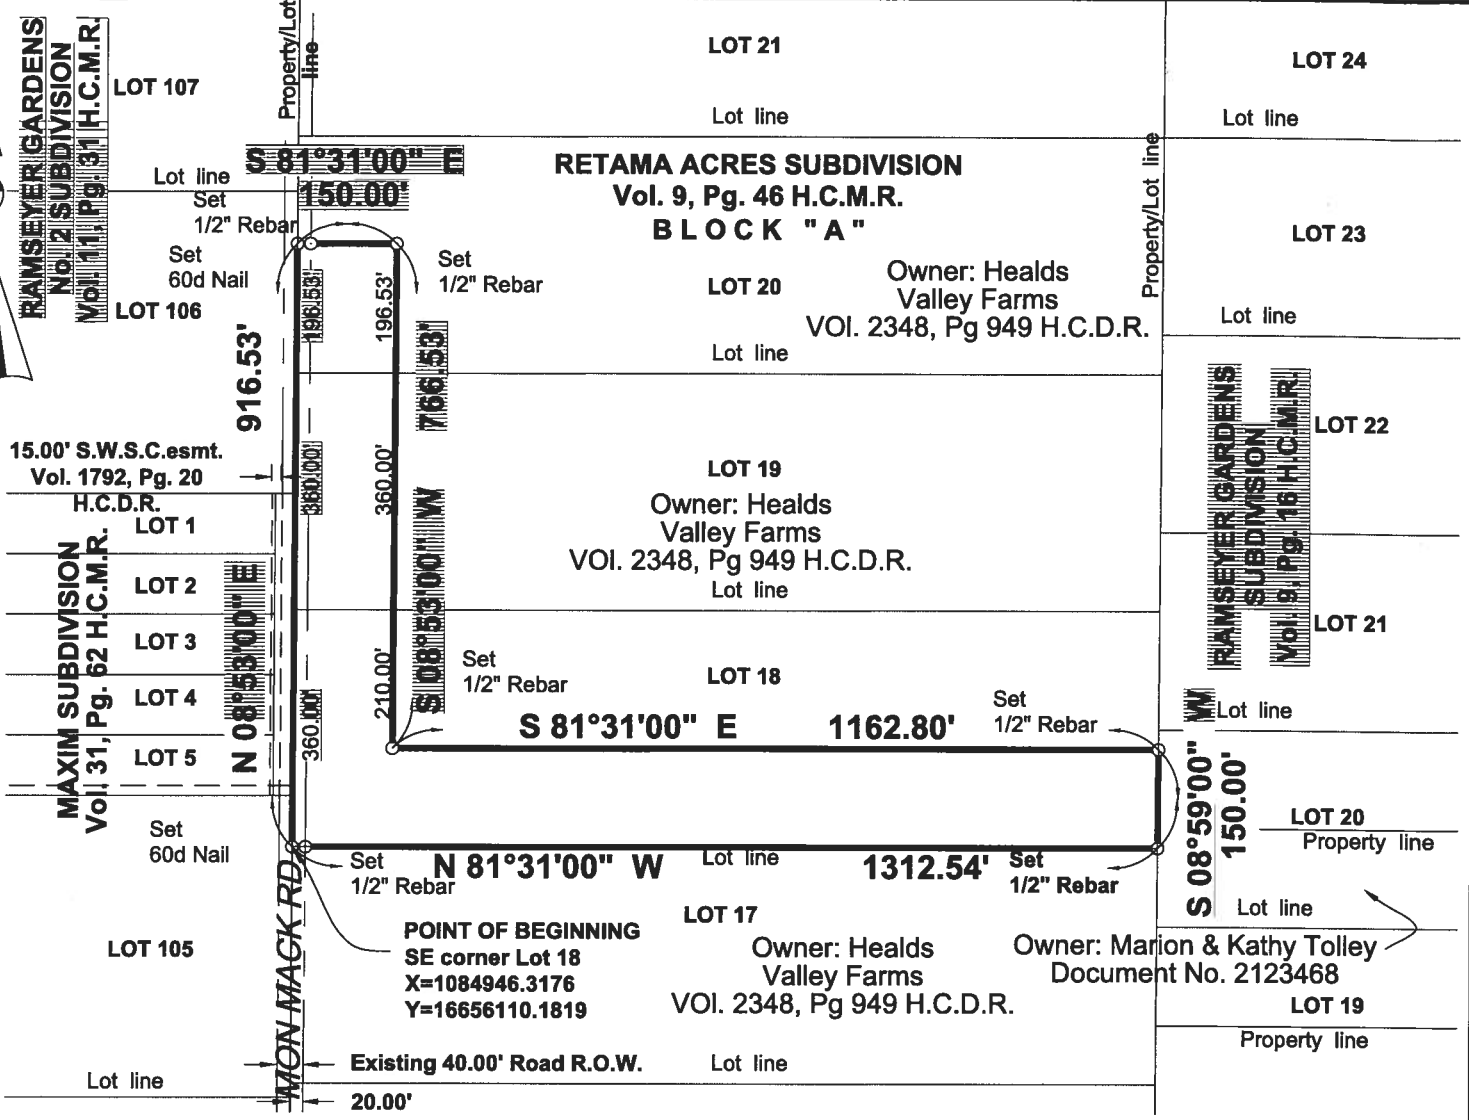 RAMSEYER GARDENS
No. 2 SUBDIVISION
Vol. 11, Pg. 31 H.C.M.R.
LOT 107
Property/Lot
line
LOT 21
LOT 24
Lot line
Lot line
S 81°31'00" E
150.00'
Lot line
Set
1/2" Rebar
Set
60d Nail
LOT 106
RETAMA ACRES SUBDIVISION
Vol. 9, Pg. 46 H.C.M.R.
BLOCK "A"
Property/Lot line
LOT 23
Set
1/2" Rebar
LOT 20
Owner: Healds
Valley Farms
VOl. 2348, Pg 949 H.C.D.R.
Lot line
Lot line
196.53'
196.53'
916.53'
766.53'
15.00' S.W.S.C.esmt.
Vol. 1792, Pg. 20
H.C.D.R.
360.00'
360.00'
LOT 19
Owner: Healds
Valley Farms
VOl. 2348, Pg 949 H.C.D.R.
Lot line
RAMSEYER GARDENS
SUBDIVISION
Vol. 9, Pg. 16 H.C.M.R.
LOT 22
LOT 21
MAXIM SUBDIVISION
Vol. 31, Pg. 62 H.C.M.R.
LOT 1
LOT 2
LOT 3
LOT 4
LOT 5
N 08°53'00" E
360.00'
210.00'
S 08°53'00" W
Set
1/2" Rebar
LOT 18
S 81°31'00" E 1162.80'
Set
1/2" Rebar
Lot line
S 08°59'00" W
150.00'
LOT 20
Property line
Set
60d Nail
Set
1/2" Rebar
N 81°31'00" W
Lot line
1312.54'
Set
1/2" Rebar
LOT 105
MON MACK RD.
POINT OF BEGINNING
SE corner Lot 18
X=1084946.3176
Y=16656110.1819
LOT 17
Owner: Healds
Valley Farms
VOl. 2348, Pg 949 H.C.D.R.
Lot line
Owner: Marion & Kathy Tolley
Document No. 2123468
LOT 19
Property line
Existing 40.00' Road R.O.W.
Lot line
Lot line
20.00'